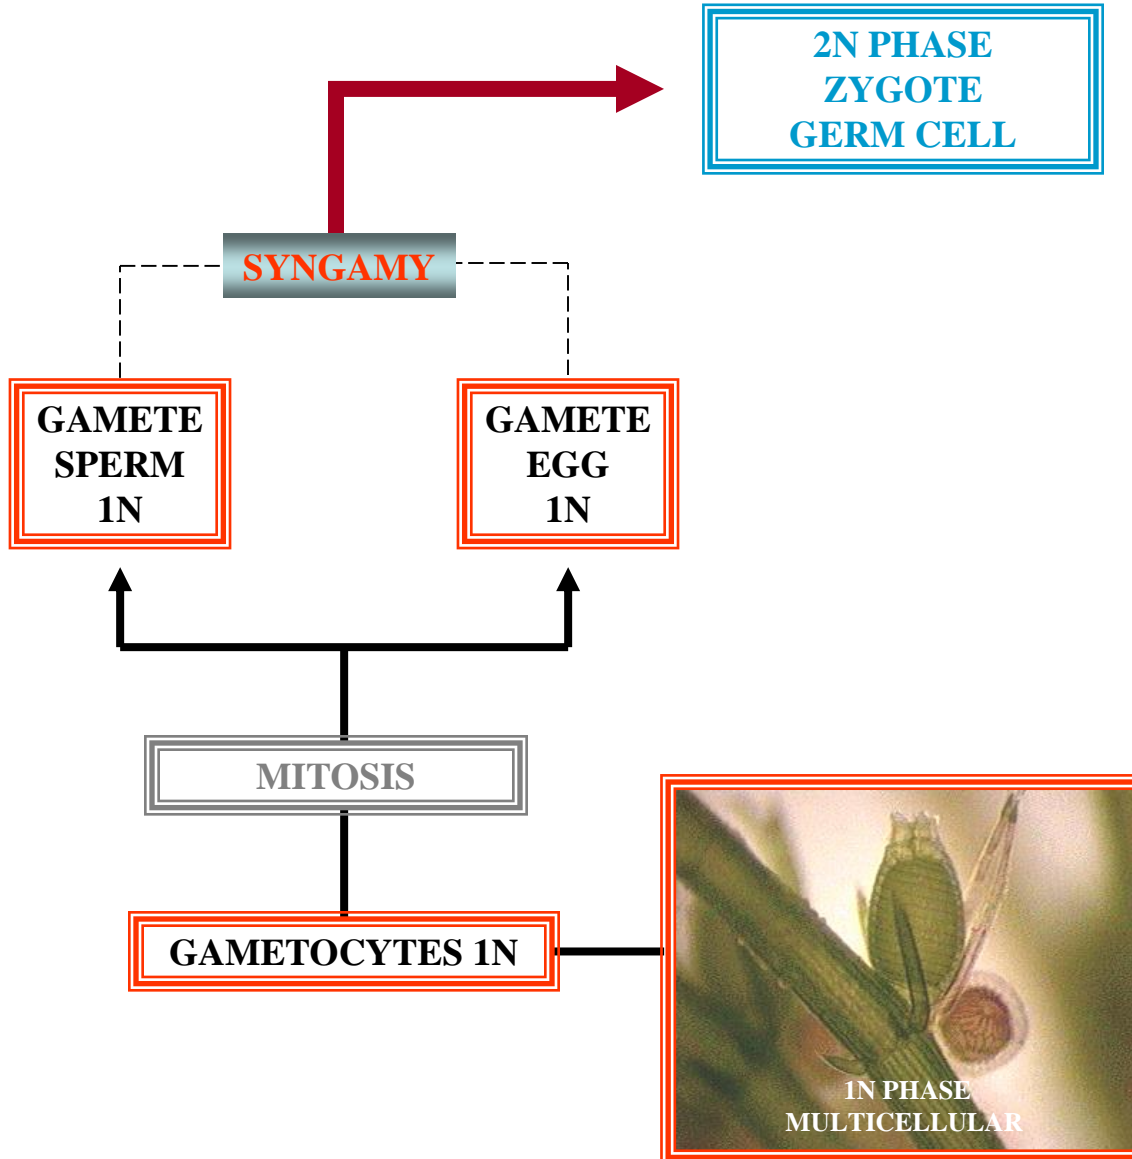 2N PHASE
ZYGOTE
GERM CELL
SYNGAMY
GAMETE
SPERM
1N
GAMETE
EGG
1N
MITOSIS
GAMETOCYTES 1N
1N PHASE
MULTICELLULAR